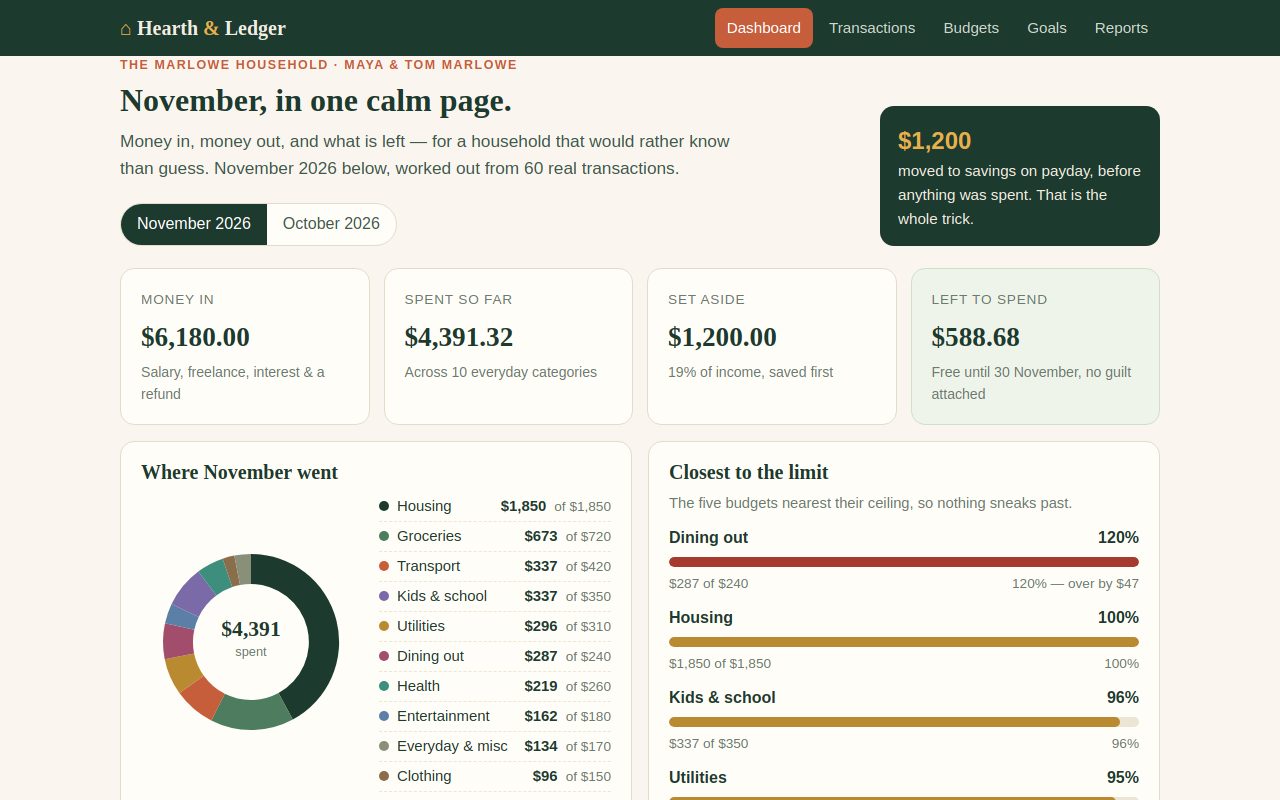 ⌂ Hearth & Ledger
Dashboard
Transactions
Budgets
Goals
Reports
THE MARLOWE HOUSEHOLD · MAYA & TOM MARLOWE
November, in one calm page.
Money in, money out, and what is left — for a household that would rather know
than guess. November 2026 below, worked out from 60 real transactions.
November 2026
October 2026
$1,200
moved to savings on payday, before
anything was spent. That is the
whole trick.
MONEY IN
$6,180.00
Salary, freelance, interest & a
refund
SPENT SO FAR
$4,391.32
Across 10 everyday categories
SET ASIDE
$1,200.00
19% of income, saved first
LEFT TO SPEND
$588.68
Free until 30 November, no guilt
attached
Where November went
$4,391
spent
Housing $1,850 of $1,850
Groceries $673 of $720
Transport $337 of $420
Kids & school $337 of $350
Utilities $296 of $310
Dining out $287 of $240
Health $219 of $260
Entertainment $162 of $180
Everyday & misc $134 of $170
Clothing $96 of $150
Closest to the limit
The five budgets nearest their ceiling, so nothing sneaks past.
Dining out 120%
$287 of $240 120% — over by $47
Housing 100%
$1,850 of $1,850 100%
Kids & school 96%
$337 of $350 96%
Utilities 95%